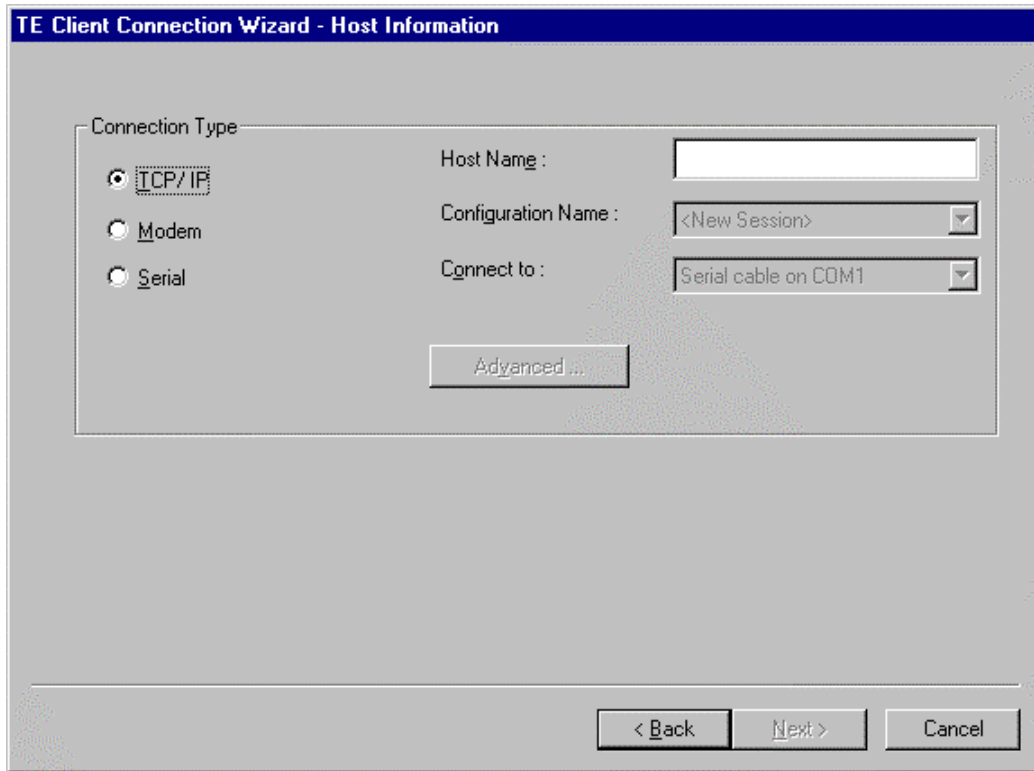 TE Client Connection Wizard - Host Information
Connection Type
TCP/IP
Modem
Serial
Host Name :
Configuration Name :
<New Session>
Connect to :
Serial cable on COM1
Advanced ...
< Back
Next >
Cancel